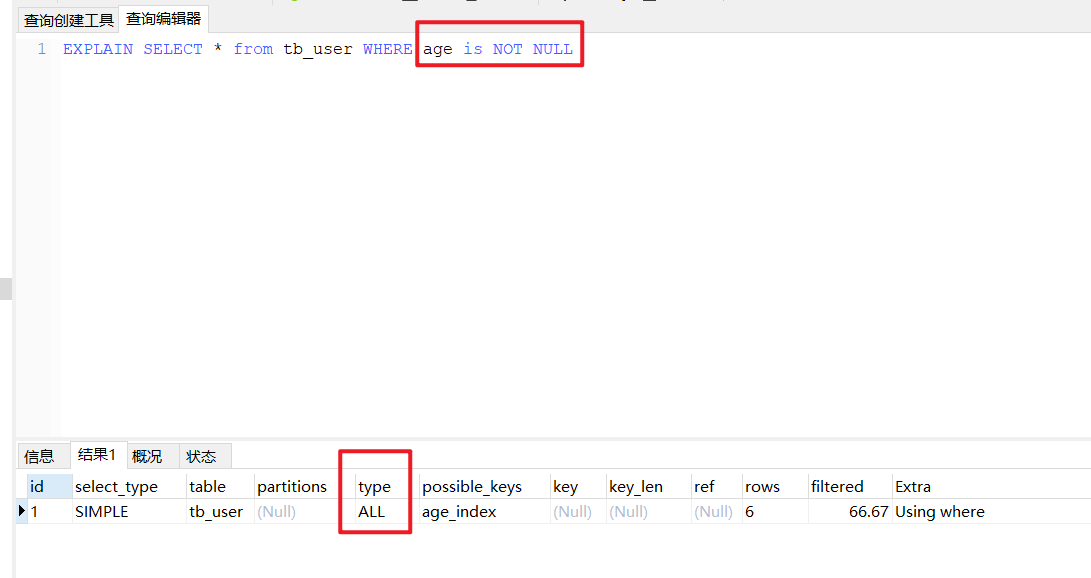 查询创建工具 查询编辑器
1 EXPLAIN SELECT * from tb_user WHERE age is NOT NULL
信息 结果1 概况 状态
id select_type table partitions type possible_keys key key_len ref rows filtered Extra
1 SIMPLE tb_user (Null) ALL age_index (Null) (Null) (Null) 6 66.67 Using where